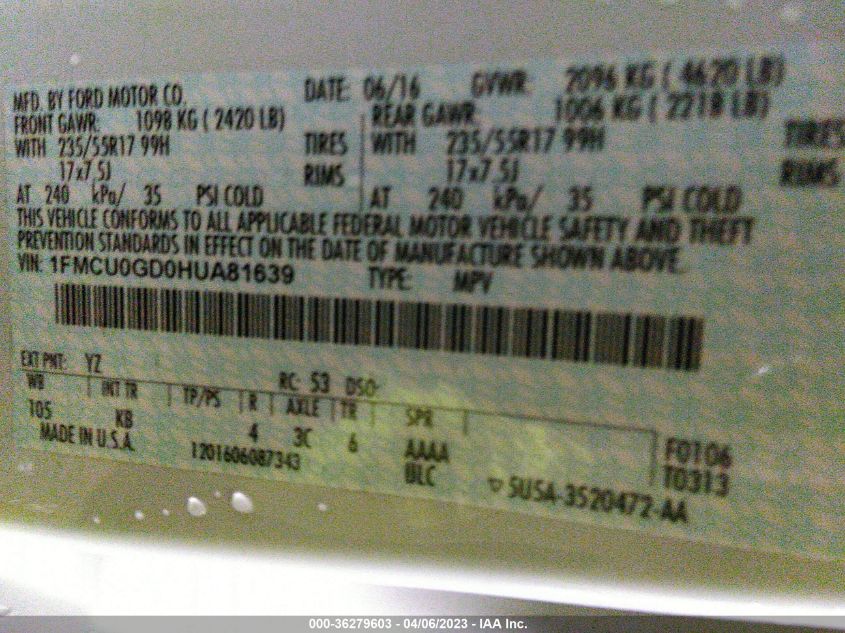 MFD. BY FORD MOTOR CO. DATE: 06/16 GVWR: 2096 KG ( 4620 LB)
FRONT GAWR: 1098 KG ( 2420 LB) REAR GAWR: 1006 KG ( 2218 LB)
WITH 235/55R17 99H TIRES WITH 235/55R17 99H TIRES
17x7.5J RIMS 17x7.5J RIMS
AT 240 kPa/ 35 PSI COLD AT 240 kPa/ 35 PSI COLD
THIS VEHICLE CONFORMS TO ALL APPLICABLE FEDERAL MOTOR VEHICLE SAFETY AND THEFT
PREVENTION STANDARDS IN EFFECT ON THE DATE OF MANUFACTURE SHOWN ABOVE.
VIN: 1FMCU0GD0HUA81639 TYPE: MPV
EXT PNT: YZ RC: 53 DSO:
WB INT TR TP/PS R AXLE TR SPR
105 KB 4 3C 6 AAAA F0106
MADE IN U.S.A. 1201606087343 ULC T0313
▽ 5U5A-3520472-AA
000-36279603 - 04/06/2023 - IAA Inc.